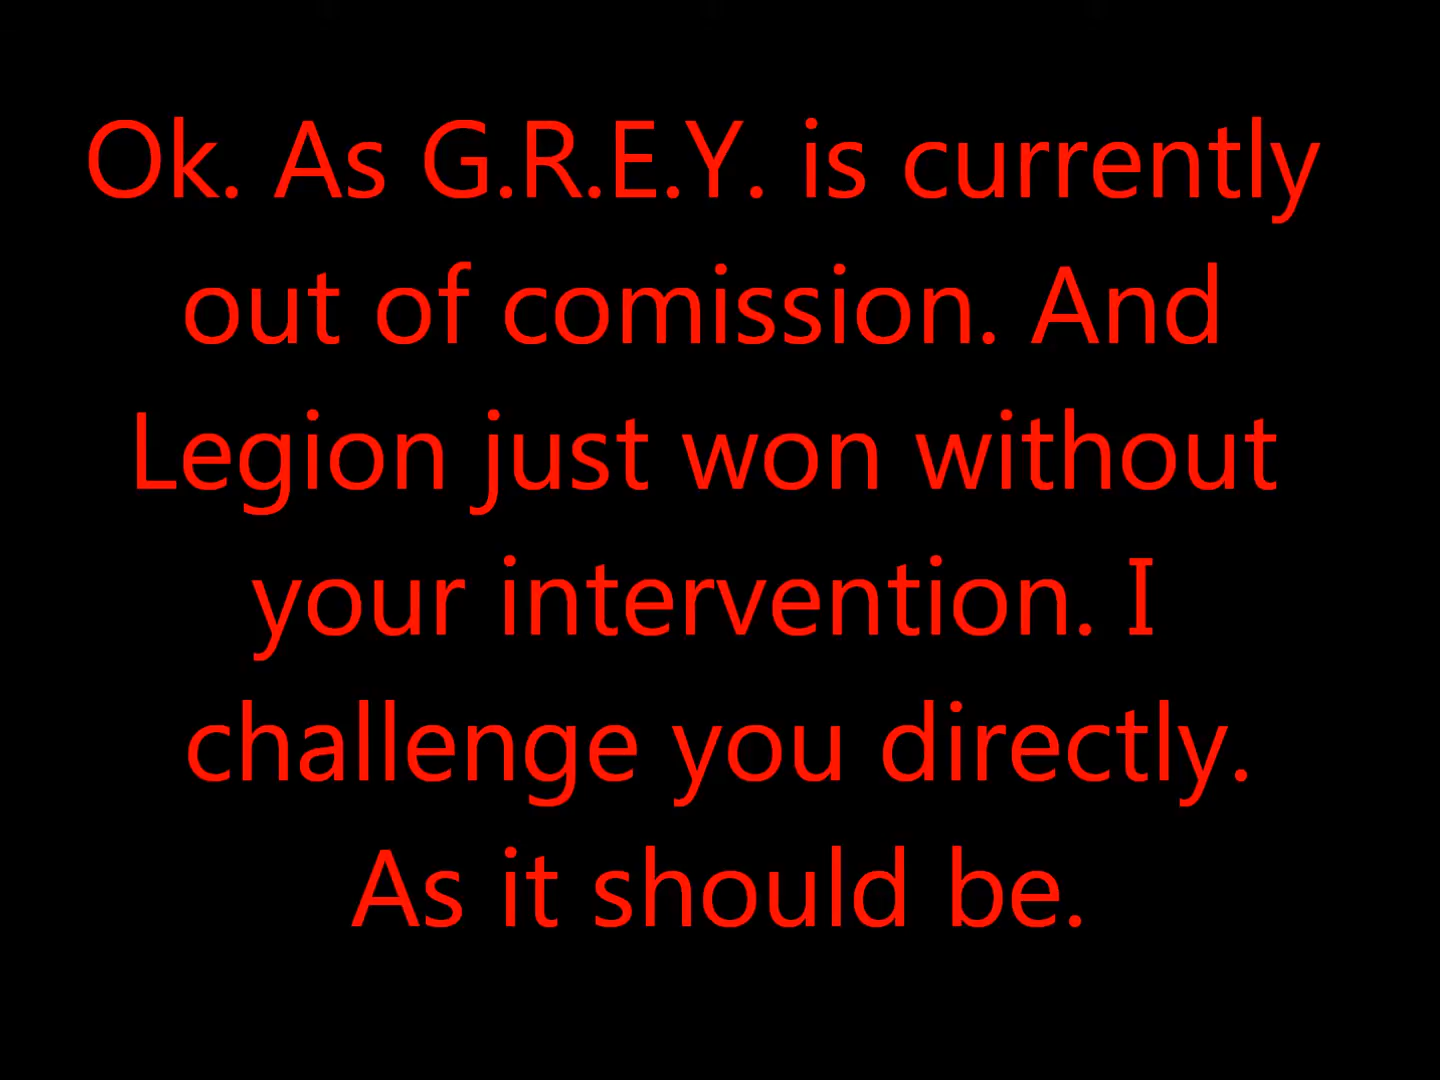 Ok. As G.R.E.Y. is currently
out of comission. And
Legion just won without
your intervention. I
challenge you directly.
As it should be.